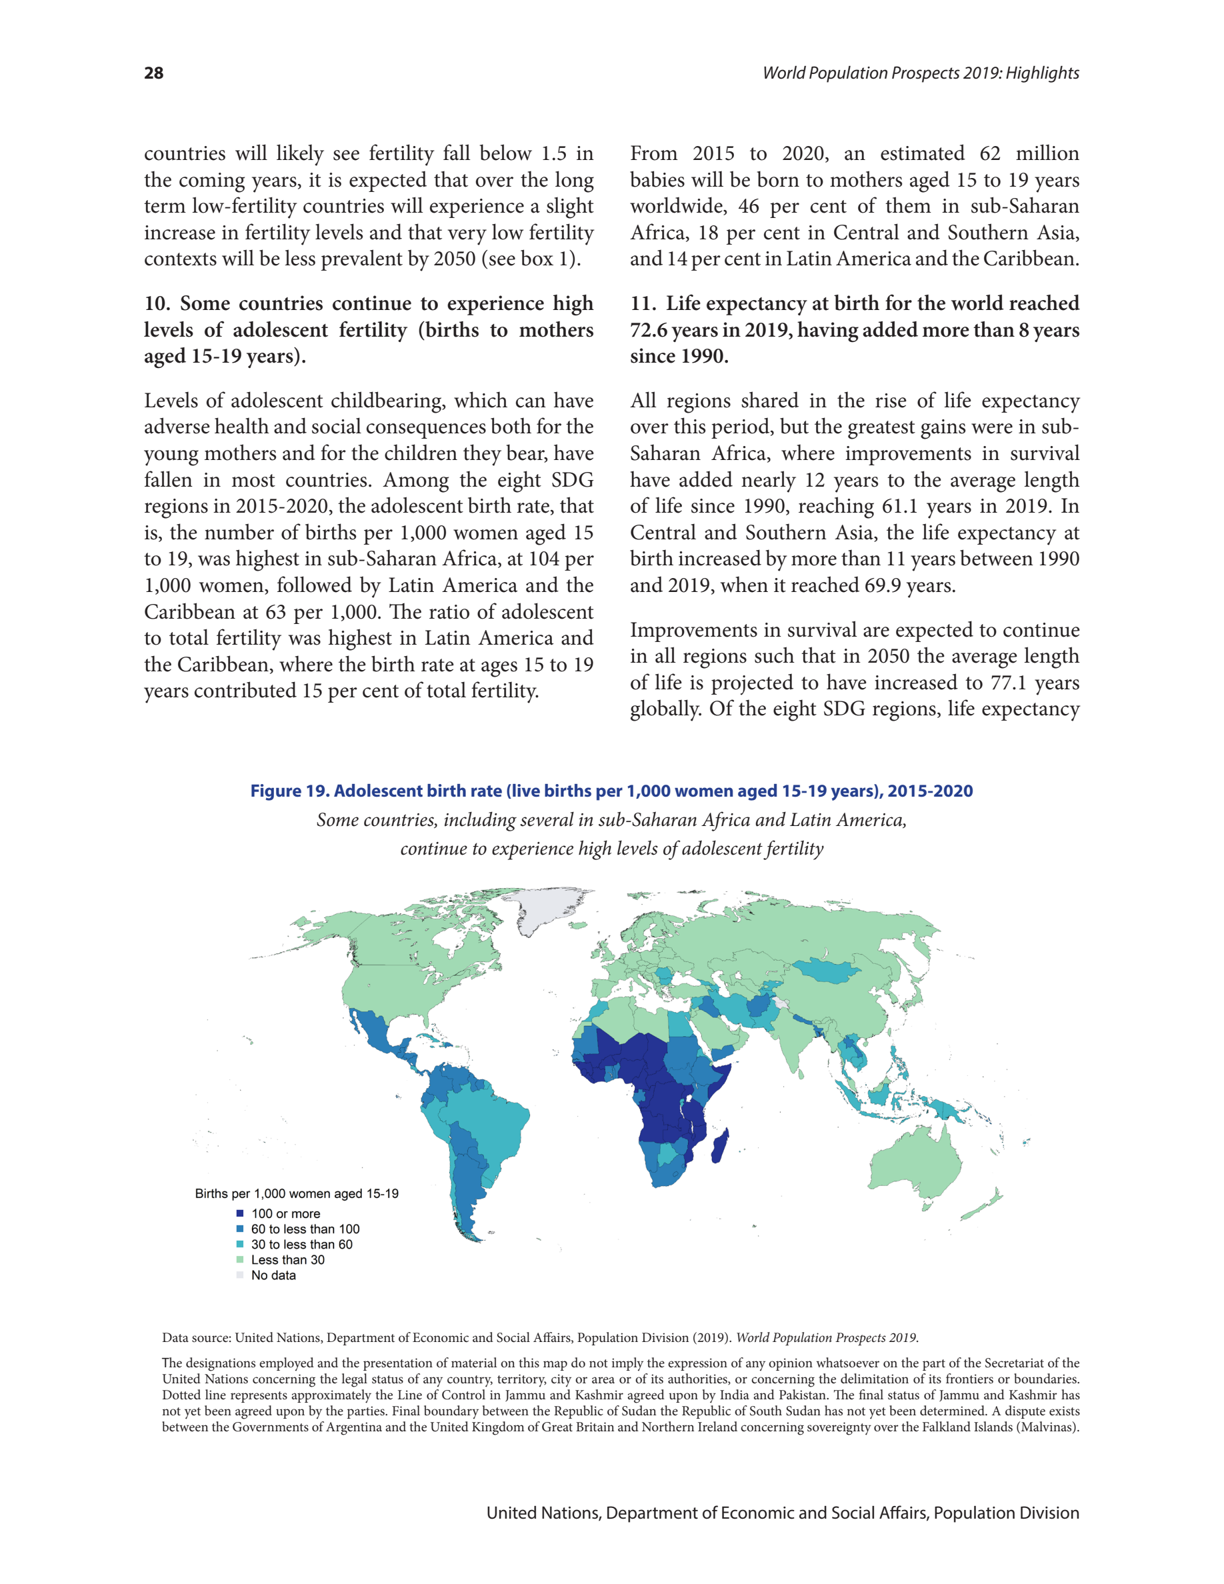 28
World Population Prospects 2019: Highlights
countries will likely see fertility fall below 1.5 in
the coming years, it is expected that over the long
term low-fertility countries will experience a slight
increase in fertility levels and that very low fertility
contexts will be less prevalent by 2050 (see box 1).
10. Some countries continue to experience high
levels of adolescent fertility (births to mothers
aged 15-19 years).
Levels of adolescent childbearing, which can have
adverse health and social consequences both for the
young mothers and for the children they bear, have
fallen in most countries. Among the eight SDG
regions in 2015-2020, the adolescent birth rate, that
is, the number of births per 1,000 women aged 15
to 19, was highest in sub-Saharan Africa, at 104 per
1,000 women, followed by Latin America and the
Caribbean at 63 per 1,000. The ratio of adolescent
to total fertility was highest in Latin America and
the Caribbean, where the birth rate at ages 15 to 19
years contributed 15 per cent of total fertility.
From 2015 to 2020, an estimated 62 million
babies will be born to mothers aged 15 to 19 years
worldwide, 46 per cent of them in sub-Saharan
Africa, 18 per cent in Central and Southern Asia,
and 14 per cent in Latin America and the Caribbean.
11. Life expectancy at birth for the world reached
72.6 years in 2019, having added more than 8 years
since 1990.
All regions shared in the rise of life expectancy
over this period, but the greatest gains were in sub-
Saharan Africa, where improvements in survival
have added nearly 12 years to the average length
of life since 1990, reaching 61.1 years in 2019. In
Central and Southern Asia, the life expectancy at
birth increased by more than 11 years between 1990
and 2019, when it reached 69.9 years.
Improvements in survival are expected to continue
in all regions such that in 2050 the average length
of life is projected to have increased to 77.1 years
globally. Of the eight SDG regions, life expectancy
Figure 19. Adolescent birth rate (live births per 1,000 women aged 15-19 years), 2015-2020
Some countries, including several in sub-Saharan Africa and Latin America,
continue to experience high levels of adolescent fertility
Births per 1,000 women aged 15-19
100 or more
60 to less than 100
30 to less than 60
Less than 30
No data
Data source: United Nations, Department of Economic and Social Affairs, Population Division (2019). World Population Prospects 2019.
The designations employed and the presentation of material on this map do not imply the expression of any opinion whatsoever on the part of the Secretariat of the
United Nations concerning the legal status of any country, territory, city or area or of its authorities, or concerning the delimitation of its frontiers or boundaries.
Dotted line represents approximately the Line of Control in Jammu and Kashmir agreed upon by India and Pakistan. The final status of Jammu and Kashmir has
not yet been agreed upon by the parties. Final boundary between the Republic of Sudan the Republic of South Sudan has not yet been determined. A dispute exists
between the Governments of Argentina and the United Kingdom of Great Britain and Northern Ireland concerning sovereignty over the Falkland Islands (Malvinas).
United Nations, Department of Economic and Social Affairs, Population Division